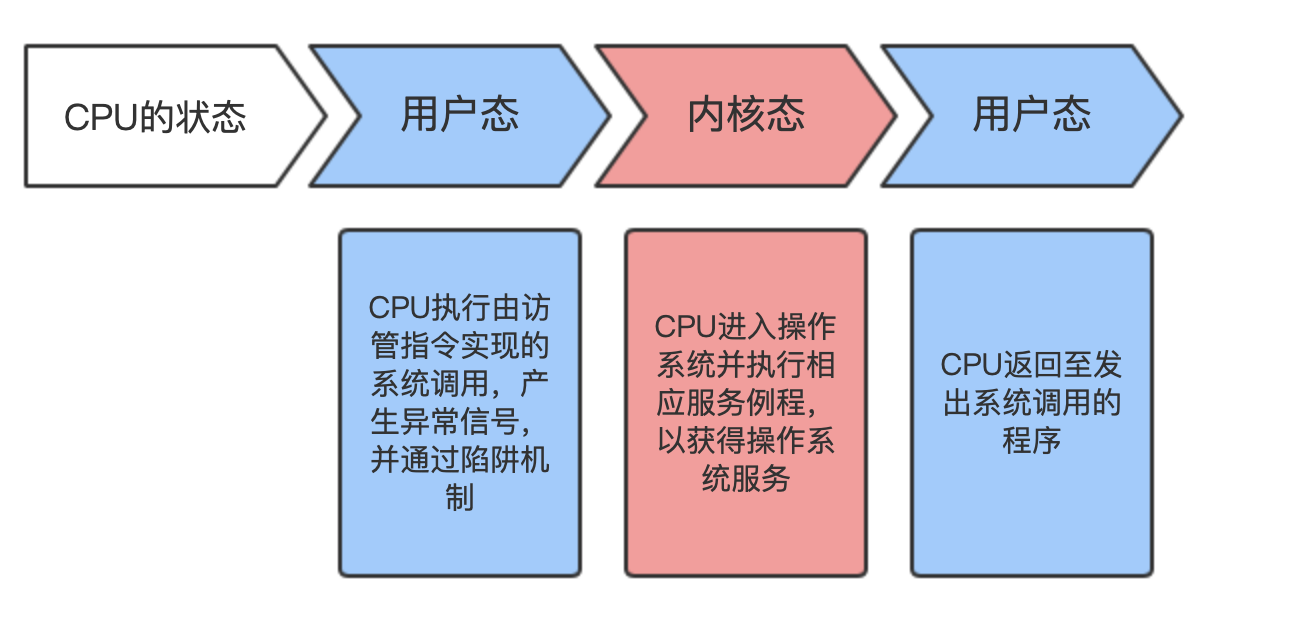 CPU的状态
用户态
内核态
用户态
CPU执行由访
管指令实现的
系统调用，产
生异常信号，
并通过陷阱机
制
CPU进入操作
系统并执行相
应服务例程，
以获得操作系
统服务
CPU返回至发
出系统调用的
程序